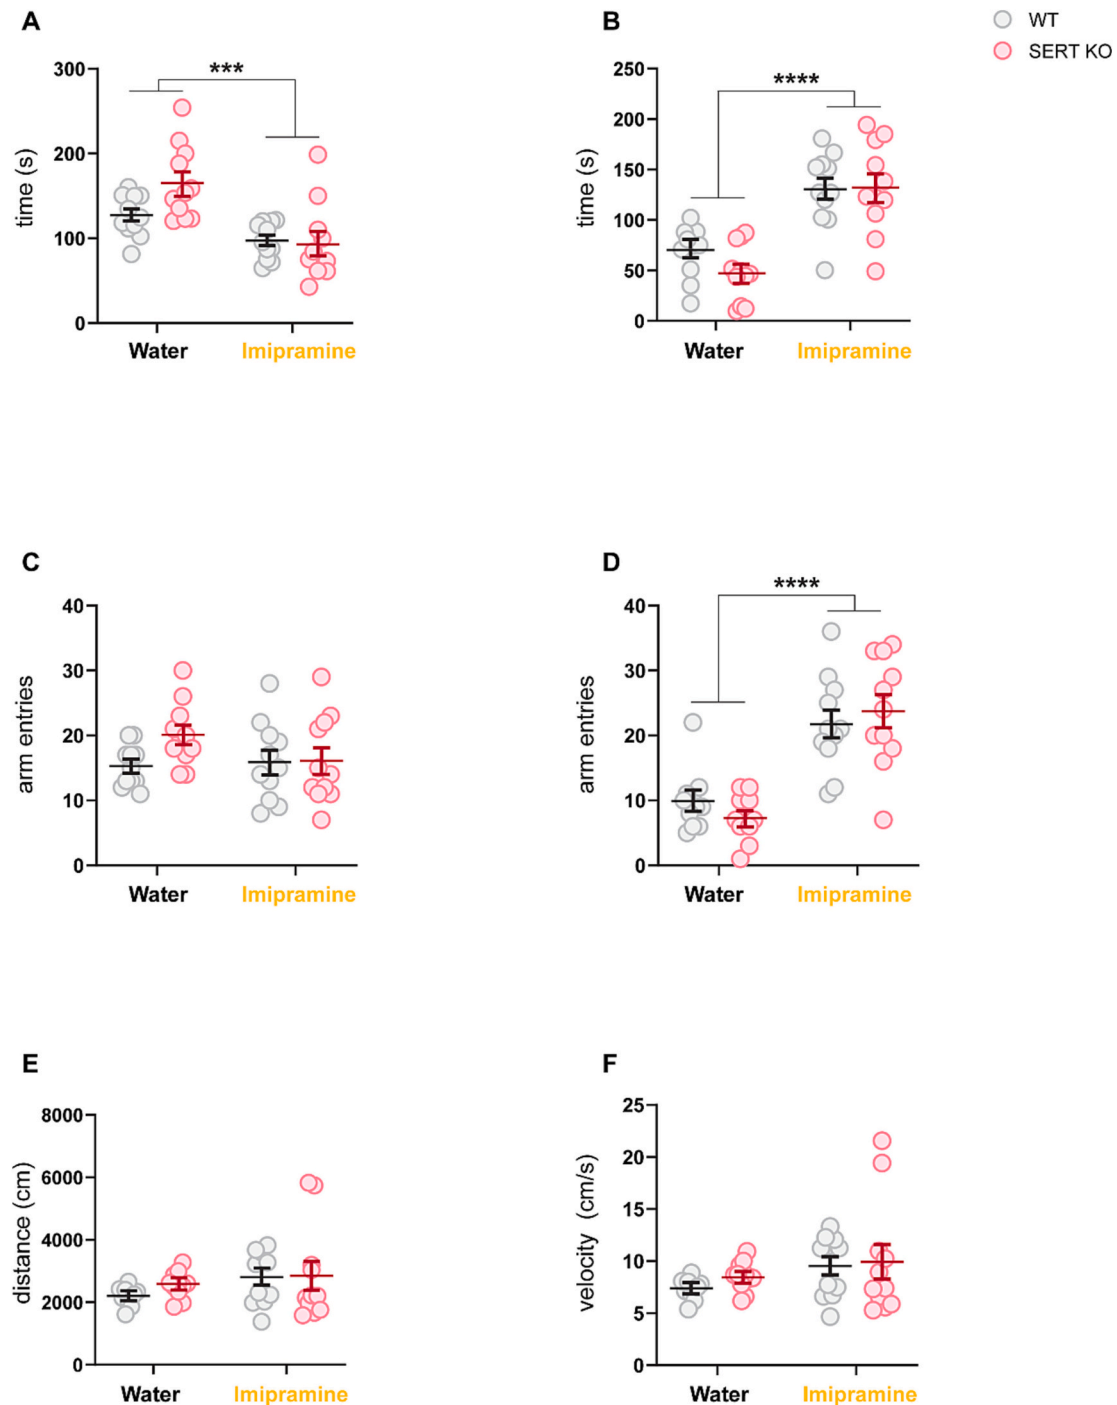 A
B
WT
SERT KO
time (s)
300
200
100
0
***
Water
Imipramine
time (s)
250
200
150
100
50
0
****
Water
Imipramine
C
D
arm entries
40
30
20
10
0
Water
Imipramine
arm entries
40
30
20
10
0
****
Water
Imipramine
E
F
distance (cm)
8000
6000
4000
2000
0
Water
Imipramine
velocity (cm/s)
25
20
15
10
5
0
Water
Imipramine